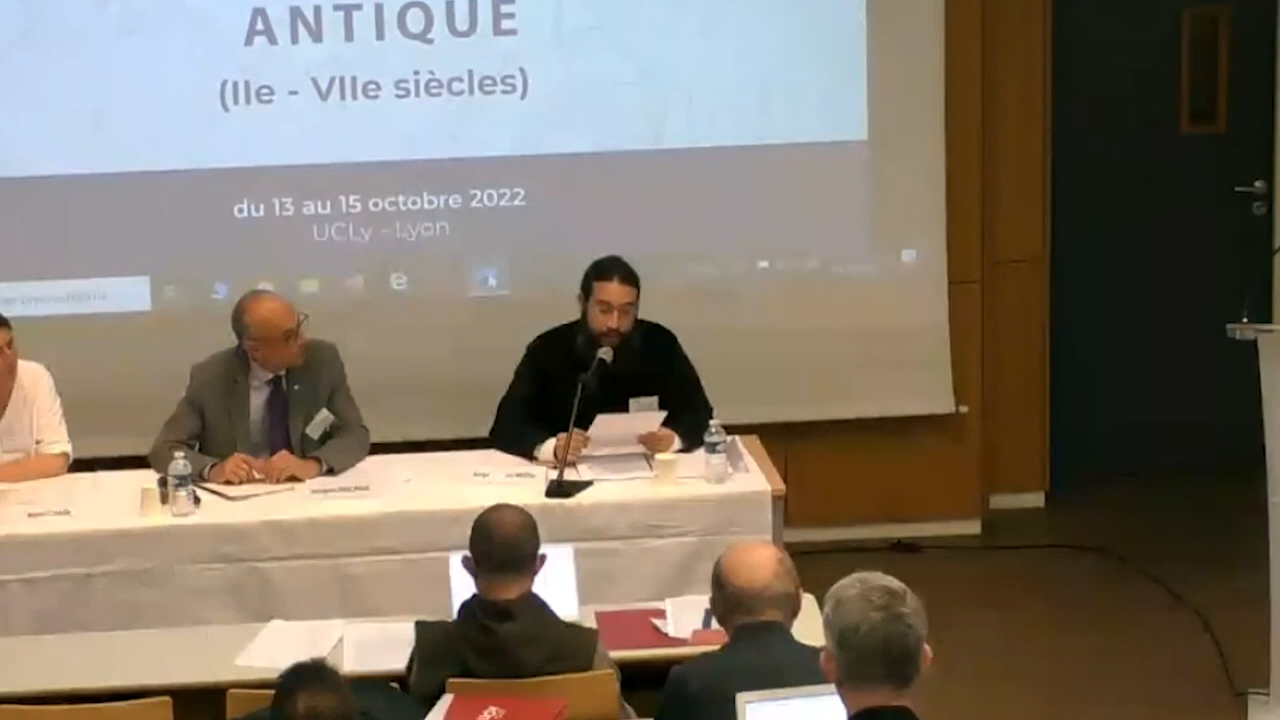 ANTIQUE
(IIe - VIIe siècles)
du 13 au 15 octobre 2022
UCLy - Lyon